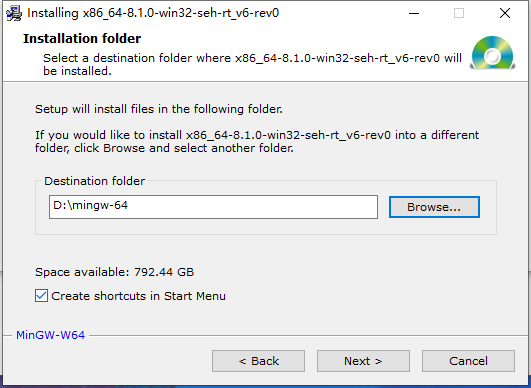 Installing x86_64-8.1.0-win32-seh-rt_v6-rev0
Installation folder
Select a destination folder where x86_64-8.1.0-win32-seh-rt_v6-rev0 will
be installed.
Setup will install files in the following folder.
If you would like to install x86_64-8.1.0-win32-seh-rt_v6-rev0 into a different
folder, click Browse and select another folder.
Destination folder
D:\mingw-64
Browse...
Space available: 792.44 GB
Create shortcuts in Start Menu
MinGW-W64
< Back
Next >
Cancel